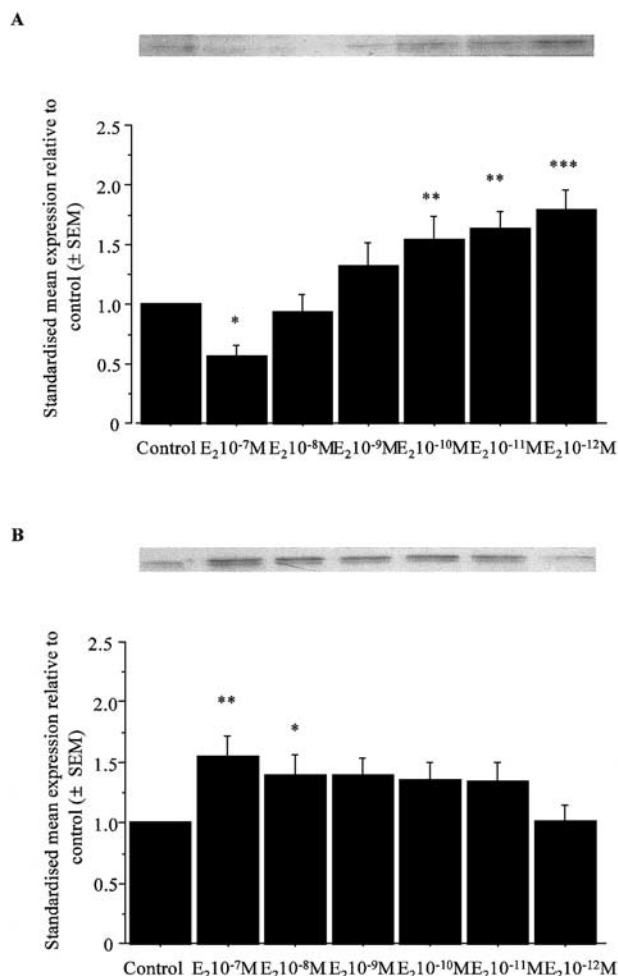 A
Standardised mean expression relative to
control (± SEM)
2.5
2.0
1.5
1.0
0.5
0
*
**
**
***
Control E₂10⁻⁷M E₂10⁻⁸M E₂10⁻⁹M E₂10⁻¹⁰M E₂10⁻¹¹M E₂10⁻¹²M
B
Standardised mean expression relative to
control (± SEM)
2.5
2.0
1.5
1.0
0.5
0
**
*
Control E₂10⁻⁷M E₂10⁻⁸M E₂10⁻⁹M E₂10⁻¹⁰M E₂10⁻¹¹M E₂10⁻¹²M